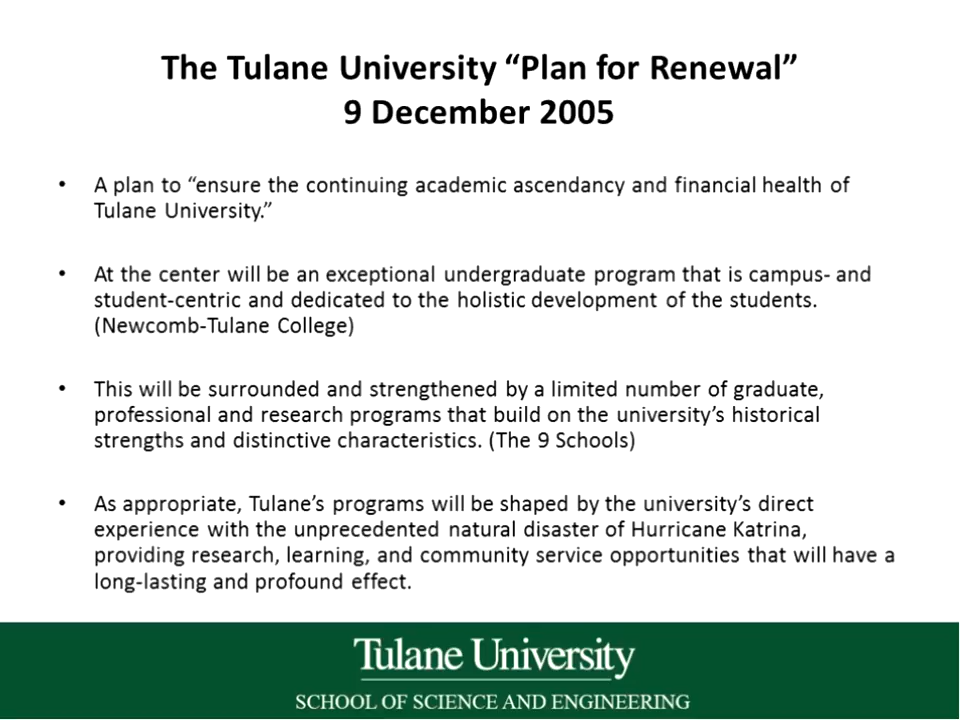 The Tulane University “Plan for Renewal”
9 December 2005
• A plan to “ensure the continuing academic ascendancy and financial health of
Tulane University.”
• At the center will be an exceptional undergraduate program that is campus- and
student-centric and dedicated to the holistic development of the students.
(Newcomb-Tulane College)
• This will be surrounded and strengthened by a limited number of graduate,
professional and research programs that build on the university’s historical
strengths and distinctive characteristics. (The 9 Schools)
• As appropriate, Tulane’s programs will be shaped by the university’s direct
experience with the unprecedented natural disaster of Hurricane Katrina,
providing research, learning, and community service opportunities that will have a
long-lasting and profound effect.
Tulane University
SCHOOL OF SCIENCE AND ENGINEERING